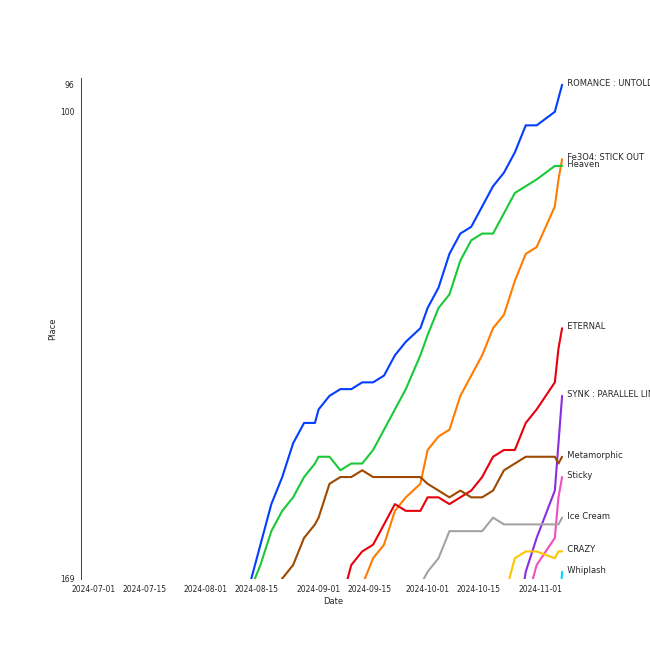 96
ROMANCE : UNTOLD
100
Fe3O4: STICK OUT
Heaven
Place
ETERNAL
SYNK : PARALLEL LIN
Metamorphic
Sticky
Ice Cream
CRAZY
Whiplash
169
2024-07-01 2024-07-15 2024-08-01 2024-08-15 2024-09-01 2024-09-15 2024-10-01 2024-10-15 2024-11-01
Date